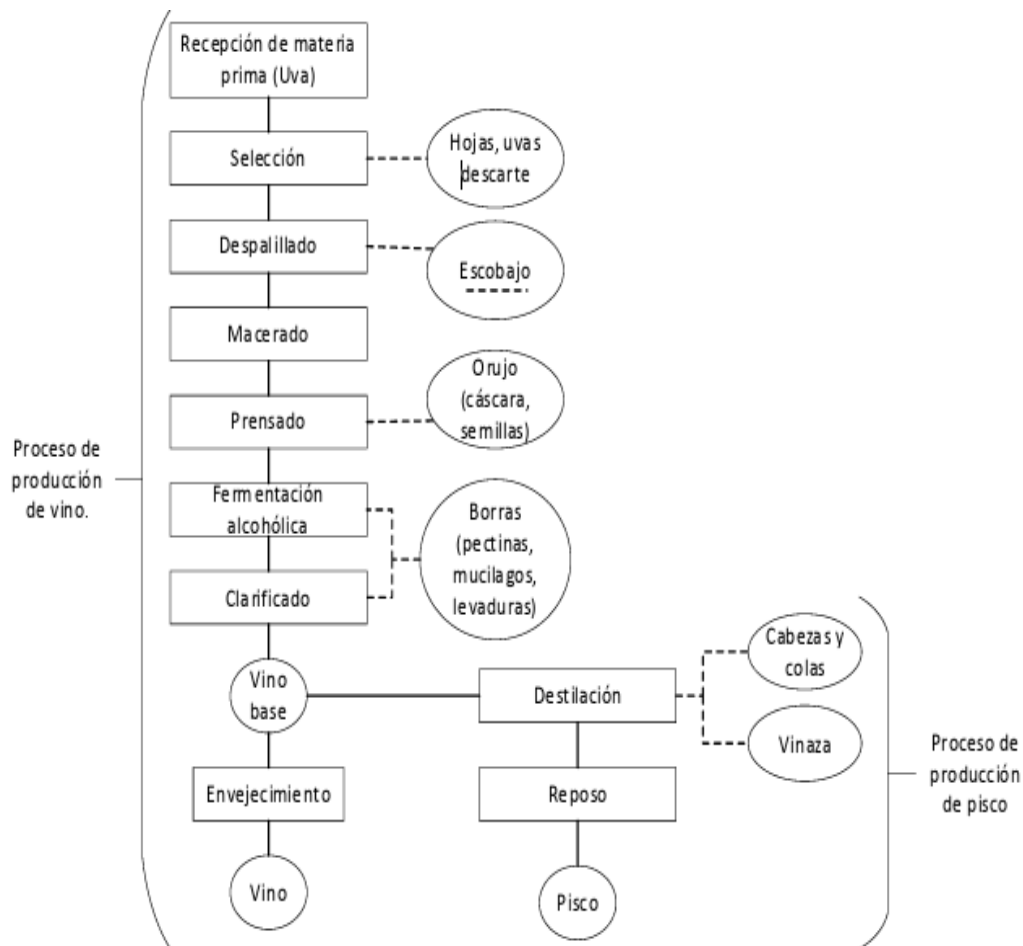 Recepción de materia
prima (Uva)
Selección
Hojas, uvas
descarte
Despalillado
Escobajo
Macerado
Orujo
(cáscara,
semillas)
Prensado
Proceso de
producción
de vino.
Fermentación
alcohólica
Borras
(pectinas,
mucilagos,
levaduras)
Clarificado
Cabezas y
colas
Vino
base
Destilación
Vinaza
Proceso de
producción
de pisco
Envejecimiento
Reposo
Vino
Pisco